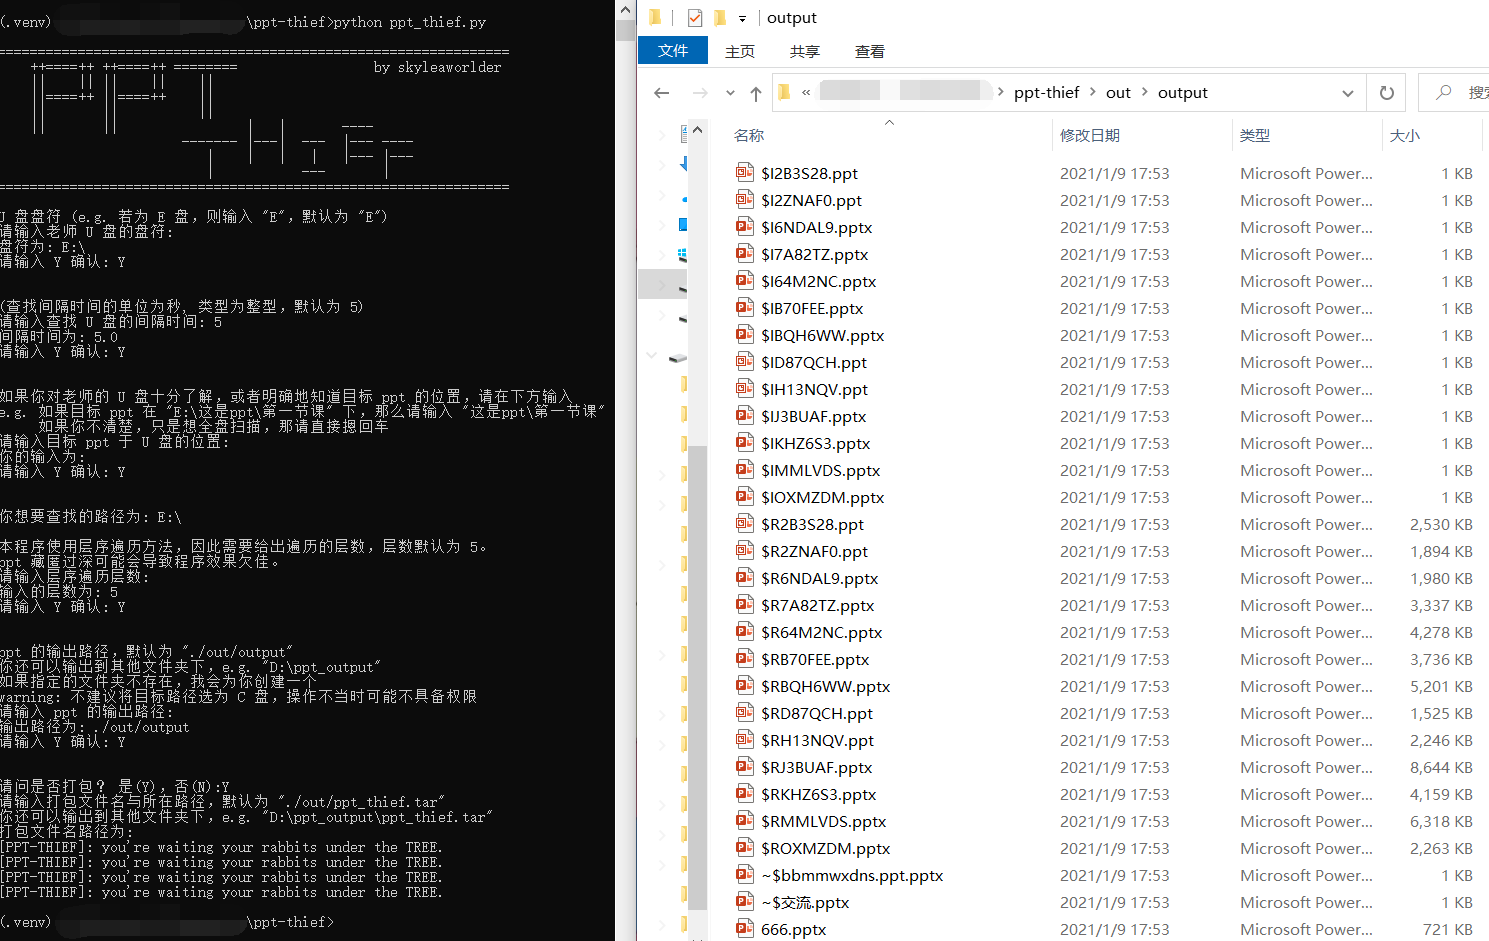 (.venv) \ppt-thief>python ppt_thief.py
by skyleaworlder
U 盘盘符 (e.g. 若为 E 盘，则输入 "E"，默认为 "E")
请输入老师 U 盘的盘符:
盘符为: E:\
请输入 Y 确认: Y
(查找间隔时间的单位为秒, 类型为整型，默认为 5)
请输入查找 U 盘的间隔时间: 5
间隔时间为: 5.0
请输入 Y 确认: Y
如果你对老师的 U 盘十分了解，或者明确地知道目标 ppt 的位置，请在下方输入
e.g. 如果目标 ppt 在 "E:\这是ppt\第一节课" 下，那么请输入 "这是ppt\第一节课"
如果你不清楚，只是想全盘扫描，那请直接摁回车
请输入目标 ppt 于 U 盘的位置:
你的输入为:
请输入 Y 确认: Y
你想要查找的路径为: E:\
本程序使用层序遍历方法，因此需要给出遍历的层数，层数默认为 5。
ppt 藏匿过深可能会导致程序效果欠佳。
请输入层序遍历层数:
输入的层数为: 5
请输入 Y 确认: Y
ppt 的输出路径，默认为 "./out/output"
你还可以输出到其他文件夹下，e.g. "D:\ppt_output"
如果指定的文件夹不存在，我会为你创建一个
warning: 不建议将目标路径选为 C 盘，操作不当时可能不具备权限
请输入 ppt 的输出路径:
输出路径为: ./out/output
请输入 Y 确认: Y
请问是否打包？ 是(Y)，否(N):Y
请输入打包文件名与所在路径，默认为 "./out/ppt_thief.tar"
你还可以输出到其他文件夹下，e.g. "D:\ppt_output\ppt_thief.tar"
打包文件名路径为:
[PPT-THIEF]: you're waiting your rabbits under the TREE.
[PPT-THIEF]: you're waiting your rabbits under the TREE.
[PPT-THIEF]: you're waiting your rabbits under the TREE.
[PPT-THIEF]: you're waiting your rabbits under the TREE.
(.venv) \ppt-thief>
output
文件 主页 共享 查看
« ppt-thief > out > output 搜
名称 修改日期 类型 大小
$I2B3S28.ppt 2021/1/9 17:53 Microsoft Power... 1 KB
$I2ZNAF0.ppt 2021/1/9 17:53 Microsoft Power... 1 KB
$I6NDAL9.pptx 2021/1/9 17:53 Microsoft Power... 1 KB
$I7A82TZ.pptx 2021/1/9 17:53 Microsoft Power... 1 KB
$I64M2NC.pptx 2021/1/9 17:53 Microsoft Power... 1 KB
$IB70FEE.pptx 2021/1/9 17:53 Microsoft Power... 1 KB
$IBQH6WW.pptx 2021/1/9 17:53 Microsoft Power... 1 KB
$ID87QCH.ppt 2021/1/9 17:53 Microsoft Power... 1 KB
$IH13NQV.ppt 2021/1/9 17:53 Microsoft Power... 1 KB
$IJ3BUAF.pptx 2021/1/9 17:53 Microsoft Power... 1 KB
$IKHZ6S3.pptx 2021/1/9 17:53 Microsoft Power... 1 KB
$IMMLVDS.pptx 2021/1/9 17:53 Microsoft Power... 1 KB
$IOXMZDM.pptx 2021/1/9 17:53 Microsoft Power... 1 KB
$R2B3S28.ppt 2021/1/9 17:53 Microsoft Power... 2,530 KB
$R2ZNAF0.ppt 2021/1/9 17:53 Microsoft Power... 1,894 KB
$R6NDAL9.pptx 2021/1/9 17:53 Microsoft Power... 1,980 KB
$R7A82TZ.pptx 2021/1/9 17:53 Microsoft Power... 3,337 KB
$R64M2NC.pptx 2021/1/9 17:53 Microsoft Power... 4,278 KB
$RB70FEE.pptx 2021/1/9 17:53 Microsoft Power... 3,736 KB
$RBQH6WW.pptx 2021/1/9 17:53 Microsoft Power... 5,201 KB
$RD87QCH.ppt 2021/1/9 17:53 Microsoft Power... 1,525 KB
$RH13NQV.ppt 2021/1/9 17:53 Microsoft Power... 2,246 KB
$RJ3BUAF.pptx 2021/1/9 17:53 Microsoft Power... 8,644 KB
$RKHZ6S3.pptx 2021/1/9 17:53 Microsoft Power... 4,159 KB
$RMMLVDS.pptx 2021/1/9 17:53 Microsoft Power... 6,318 KB
$ROXMZDM.pptx 2021/1/9 17:53 Microsoft Power... 2,263 KB
~$bbmmwxdns.ppt.pptx 2021/1/9 17:53 Microsoft Power... 1 KB
~$交流.pptx 2021/1/9 17:53 Microsoft Power... 1 KB
666.pptx 2021/1/9 17:53 Microsoft Power... 721 KB